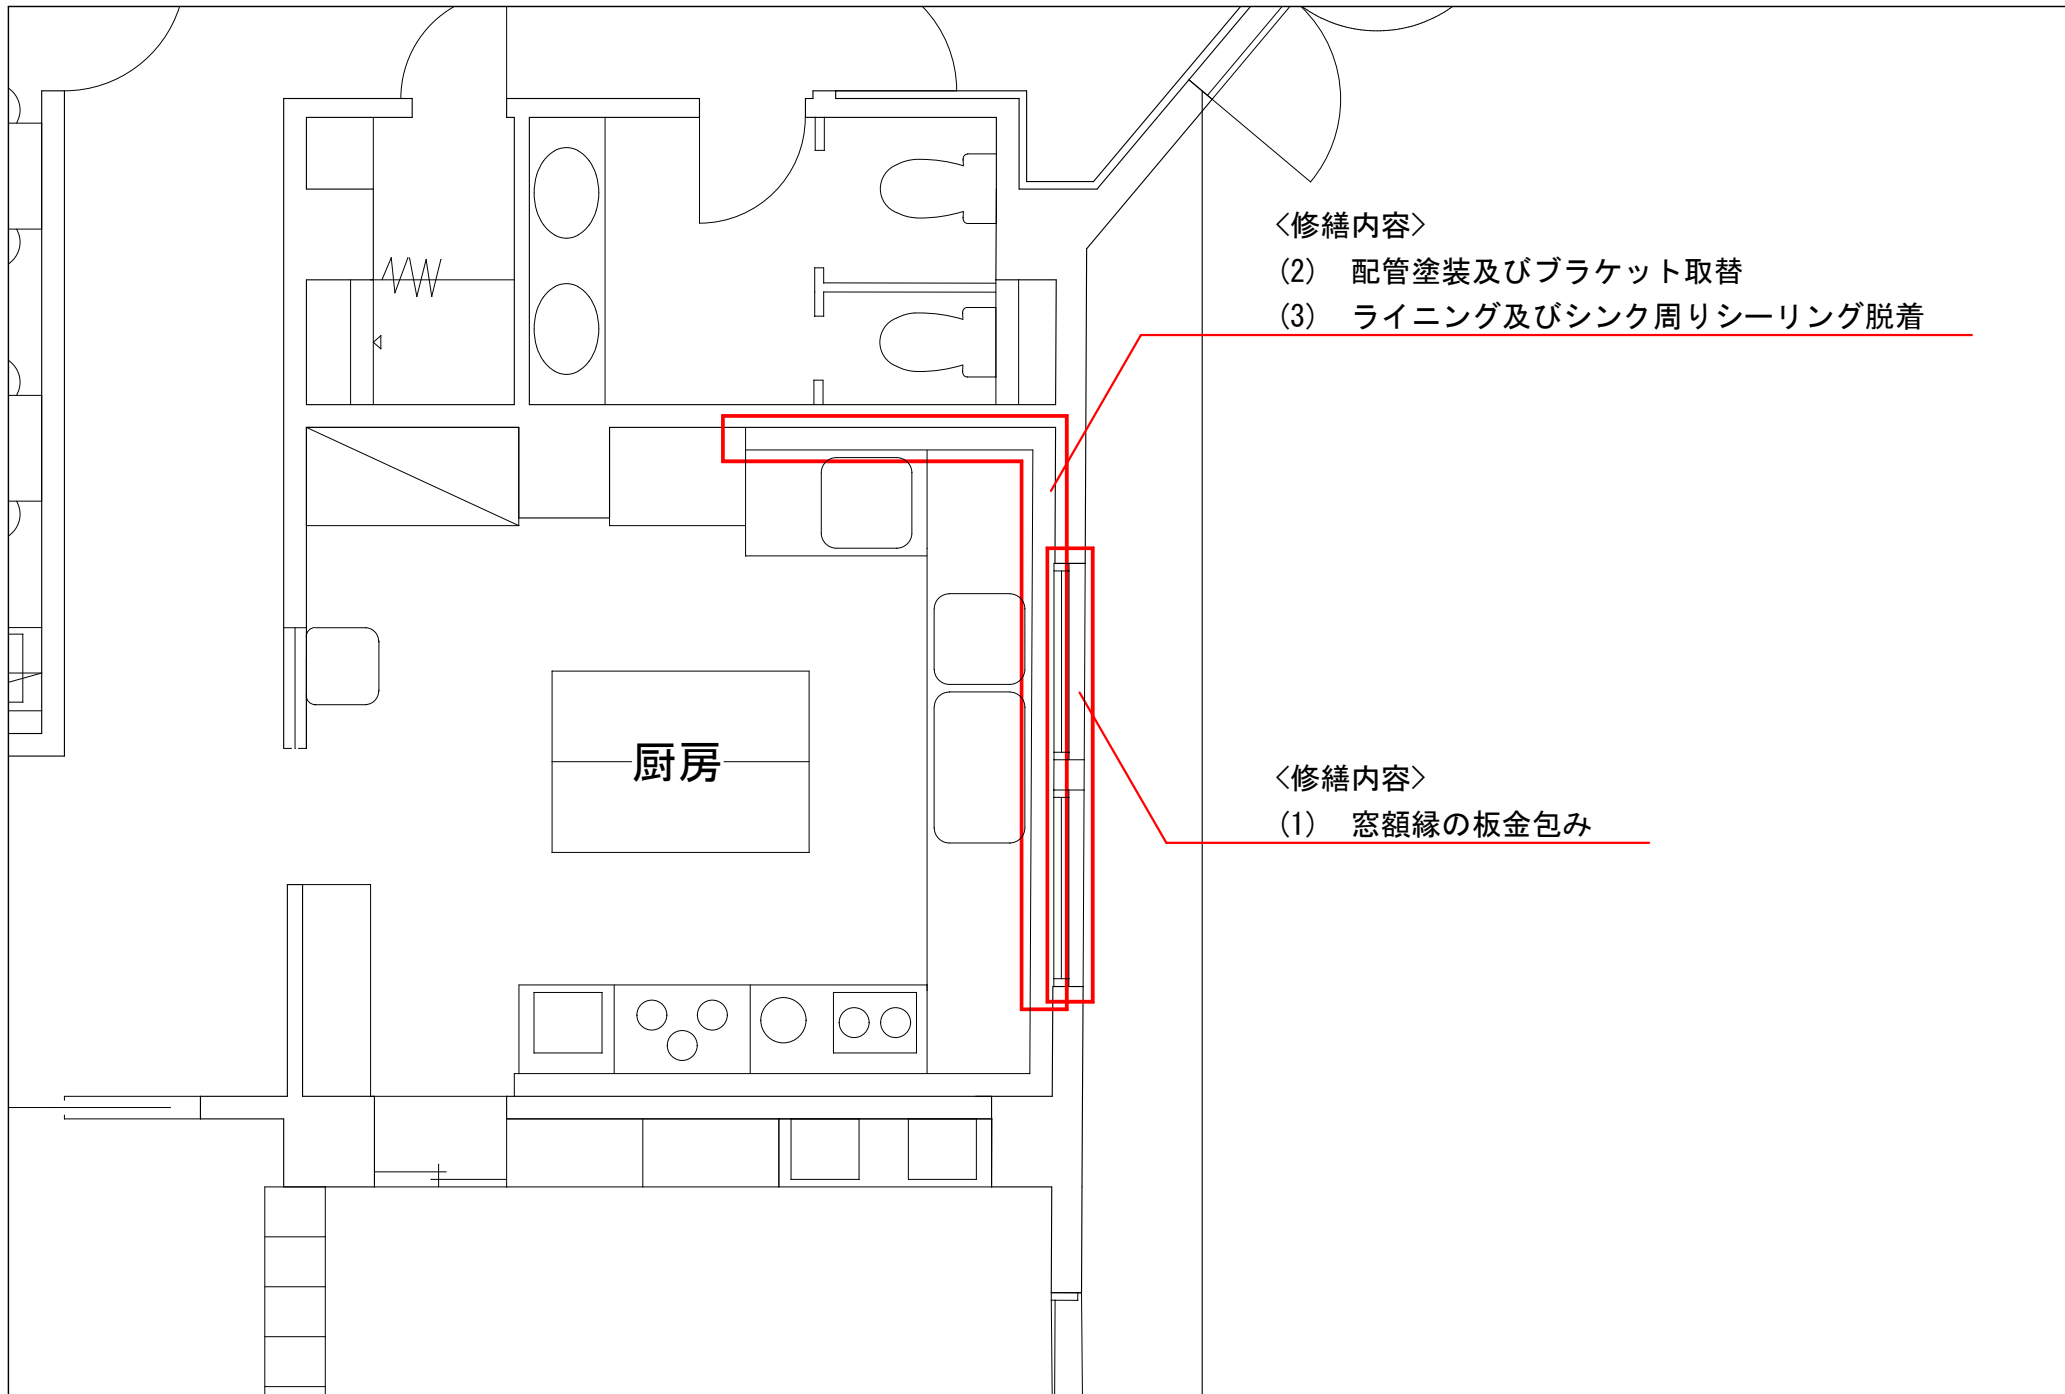 〈修繕内容〉
(2) 配管塗装及びブラケット取替
(3) ライニング及びシンク周りシーリング脱着
厨房
〈修繕内容〉
(1) 窓額縁の板金包み